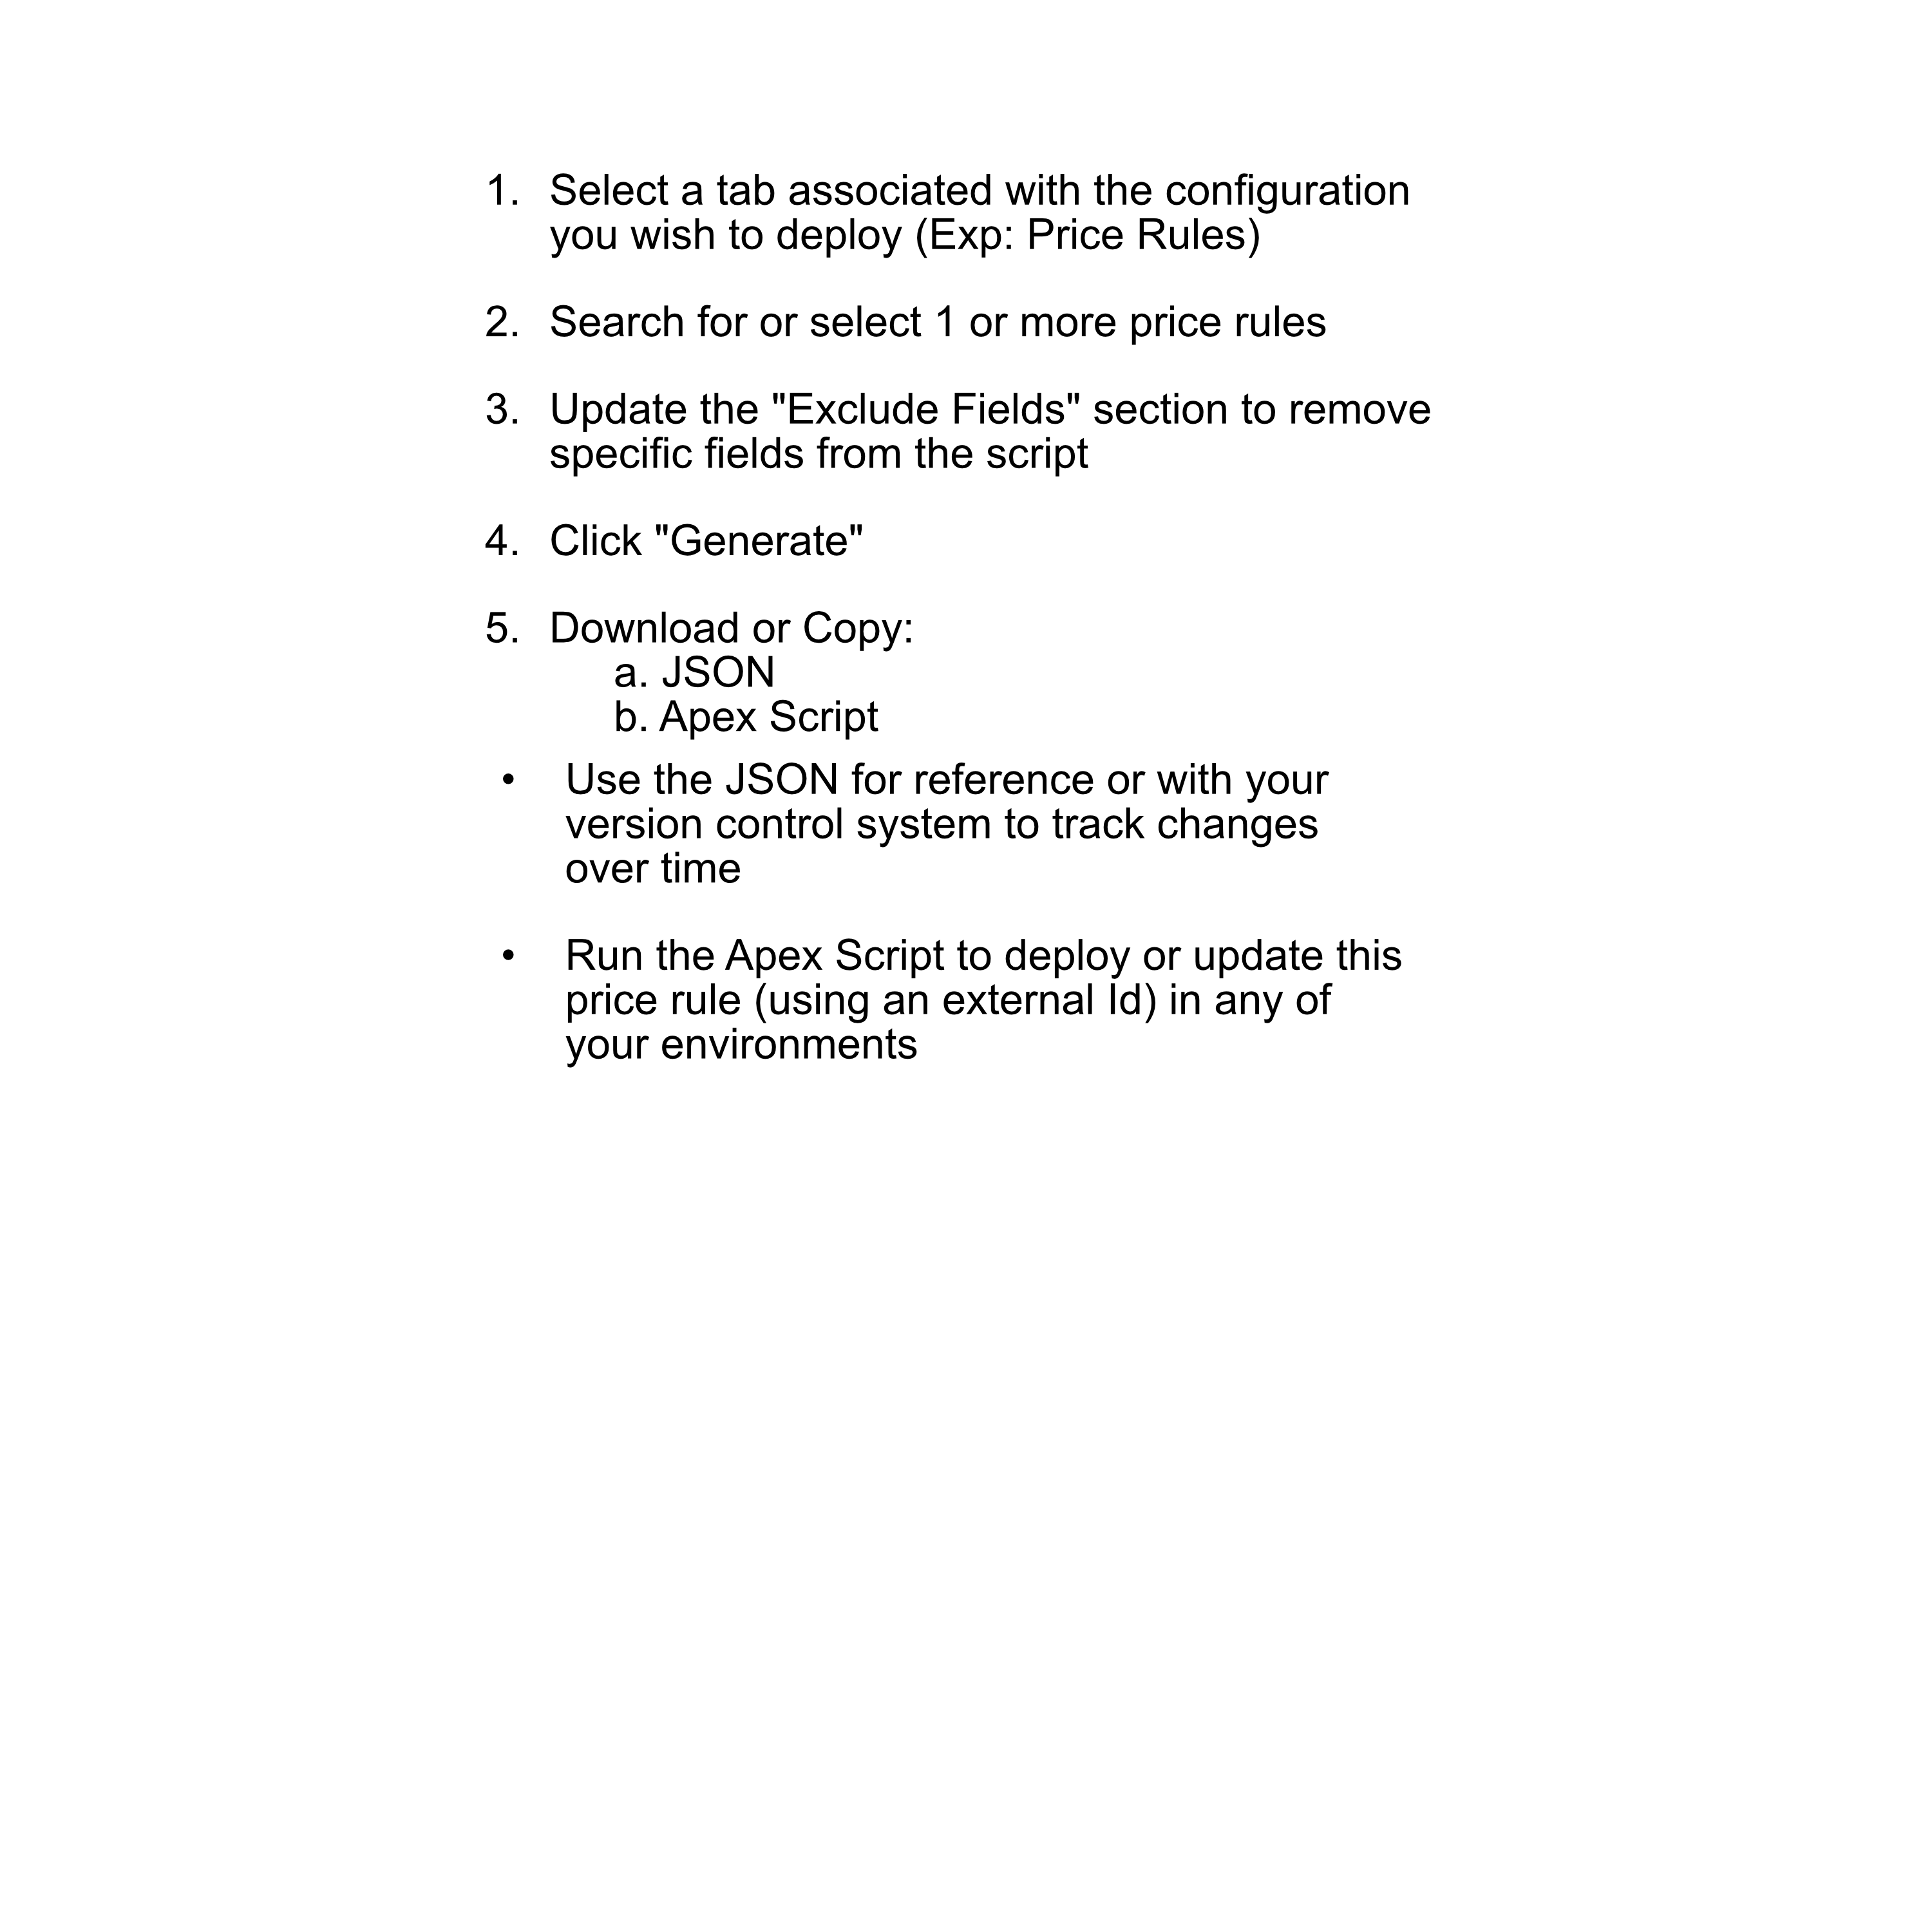 1. Select a tab associated with the configuration
you wish to deploy (Exp: Price Rules)
2. Search for or select 1 or more price rules
3. Update the "Exclude Fields" section to remove
specific fields from the script
4. Click "Generate"
5. Download or Copy:
a. JSON
b. Apex Script
• Use the JSON for reference or with your
version control system to track changes
over time
• Run the Apex Script to deploy or update this
price rule (using an external Id) in any of
your environments